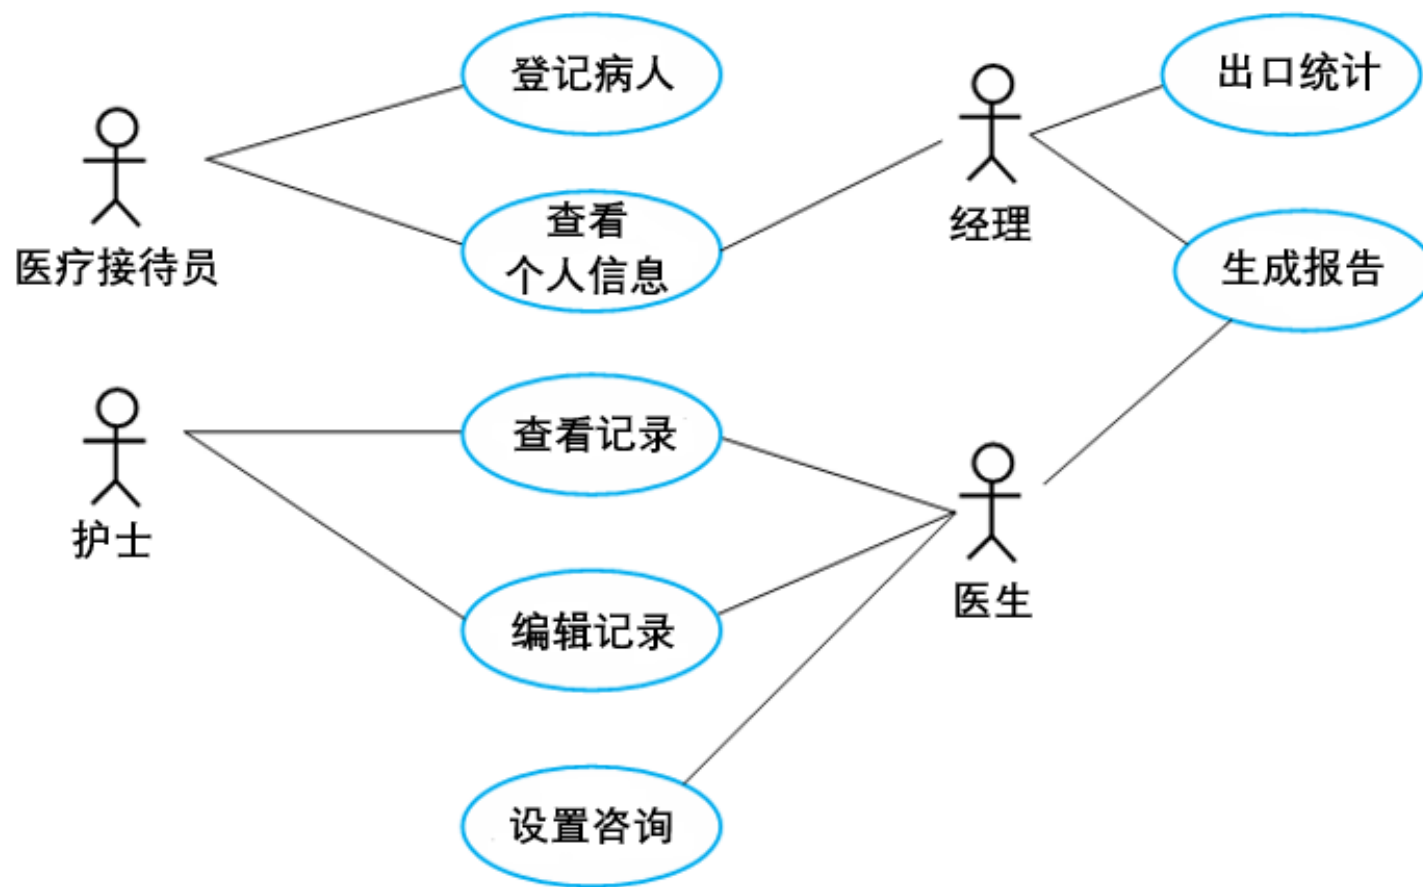 登记病人
出口统计
医疗接待员
查看
个人信息
经理
生成报告
护士
查看记录
医生
编辑记录
设置咨询